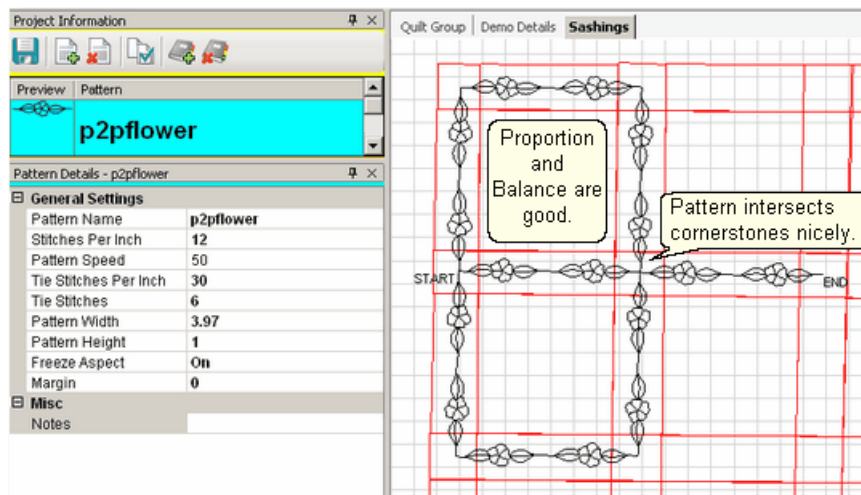 Project Information
Quilt Group Demo Details Sashings
Preview Pattern
p2pflower
Pattern Details - p2pflower
General Settings
Pattern Name p2pflower
Stitches Per Inch 12
Pattern Speed 50
Tie Stitches Per Inch 30
Tie Stitches 6
Pattern Width 3.97
Pattern Height 1
Freeze Aspect On
Margin 0
Misc
Notes
Proportion
and
Balance are
good.
Pattern intersects
cornerstones nicely.
START
END